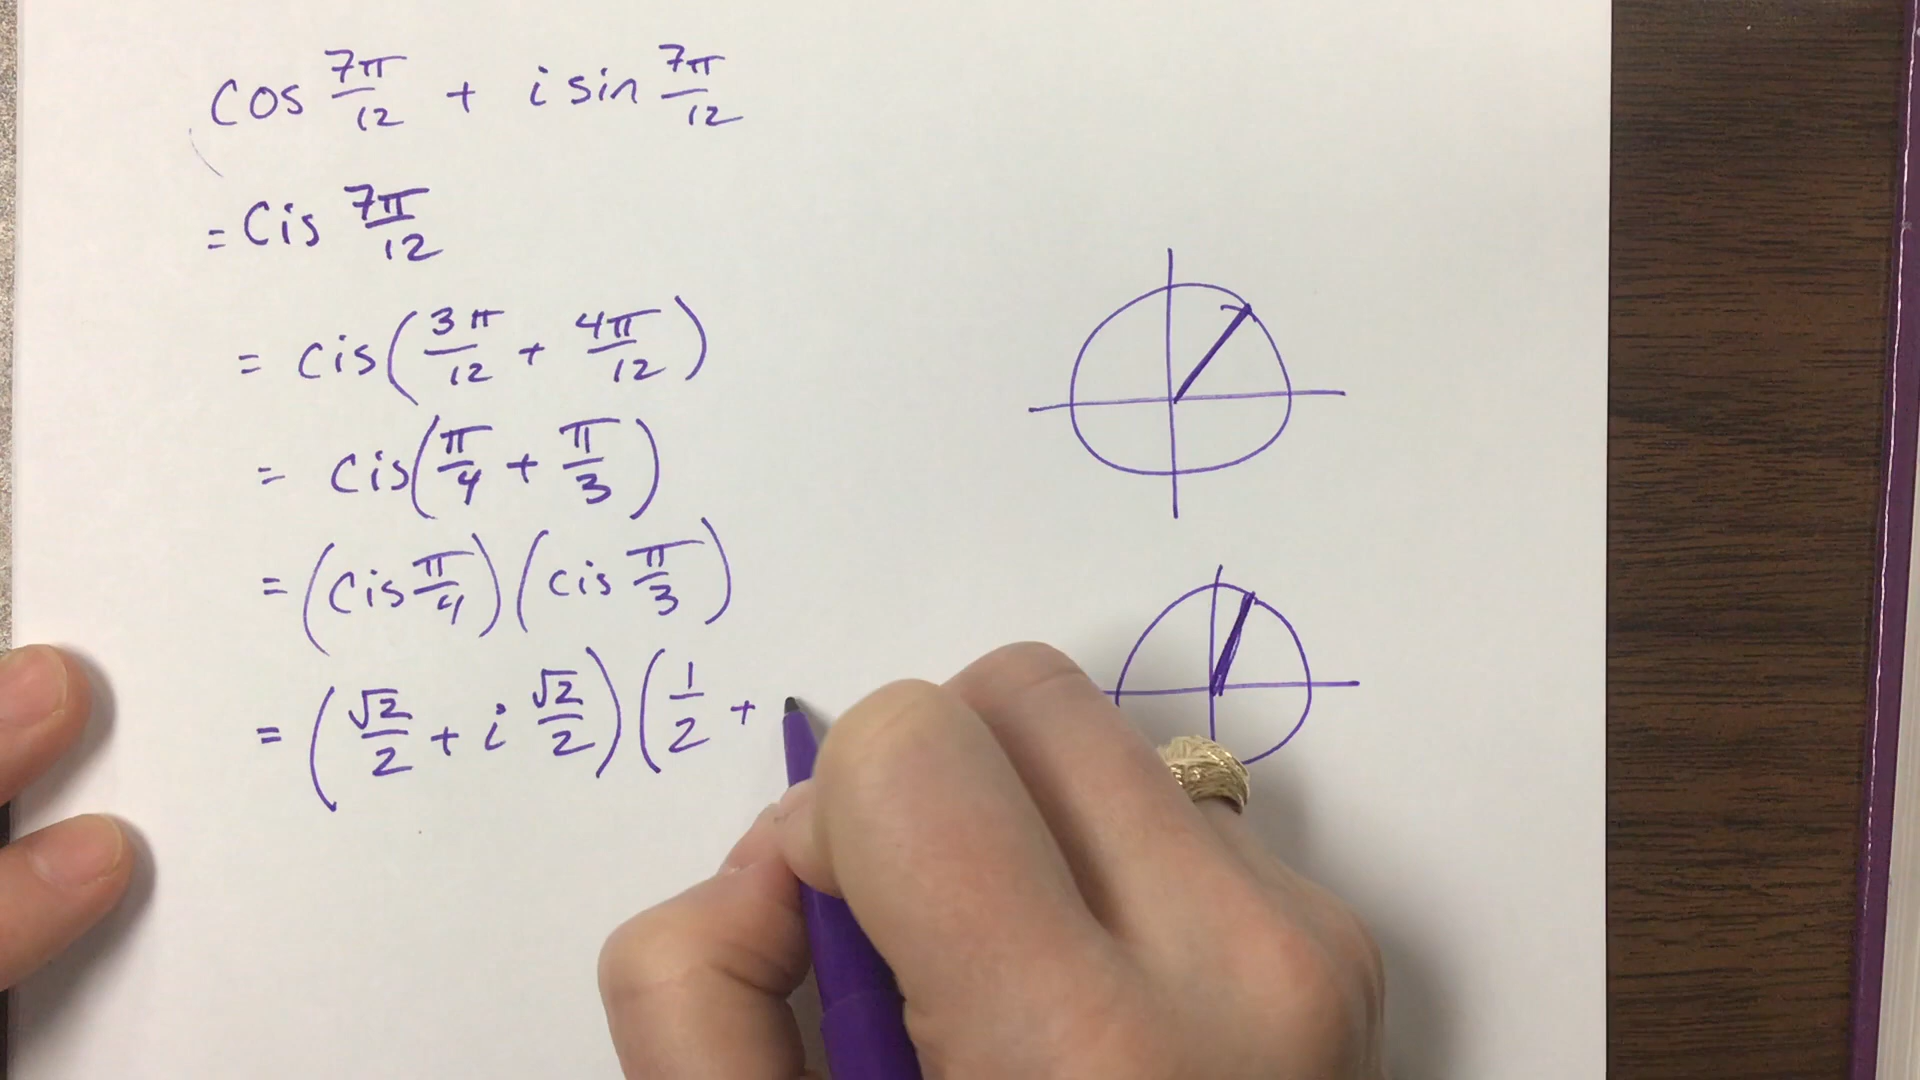 cos 7π/12 + i sin 7π/12
= cis 7π/12
= cis(3π/12 + 4π/12)
= cis(π/4 + π/3)
= (cis π/4)(cis π/3)
= (√2/2 + i √2/2)(1/2 +